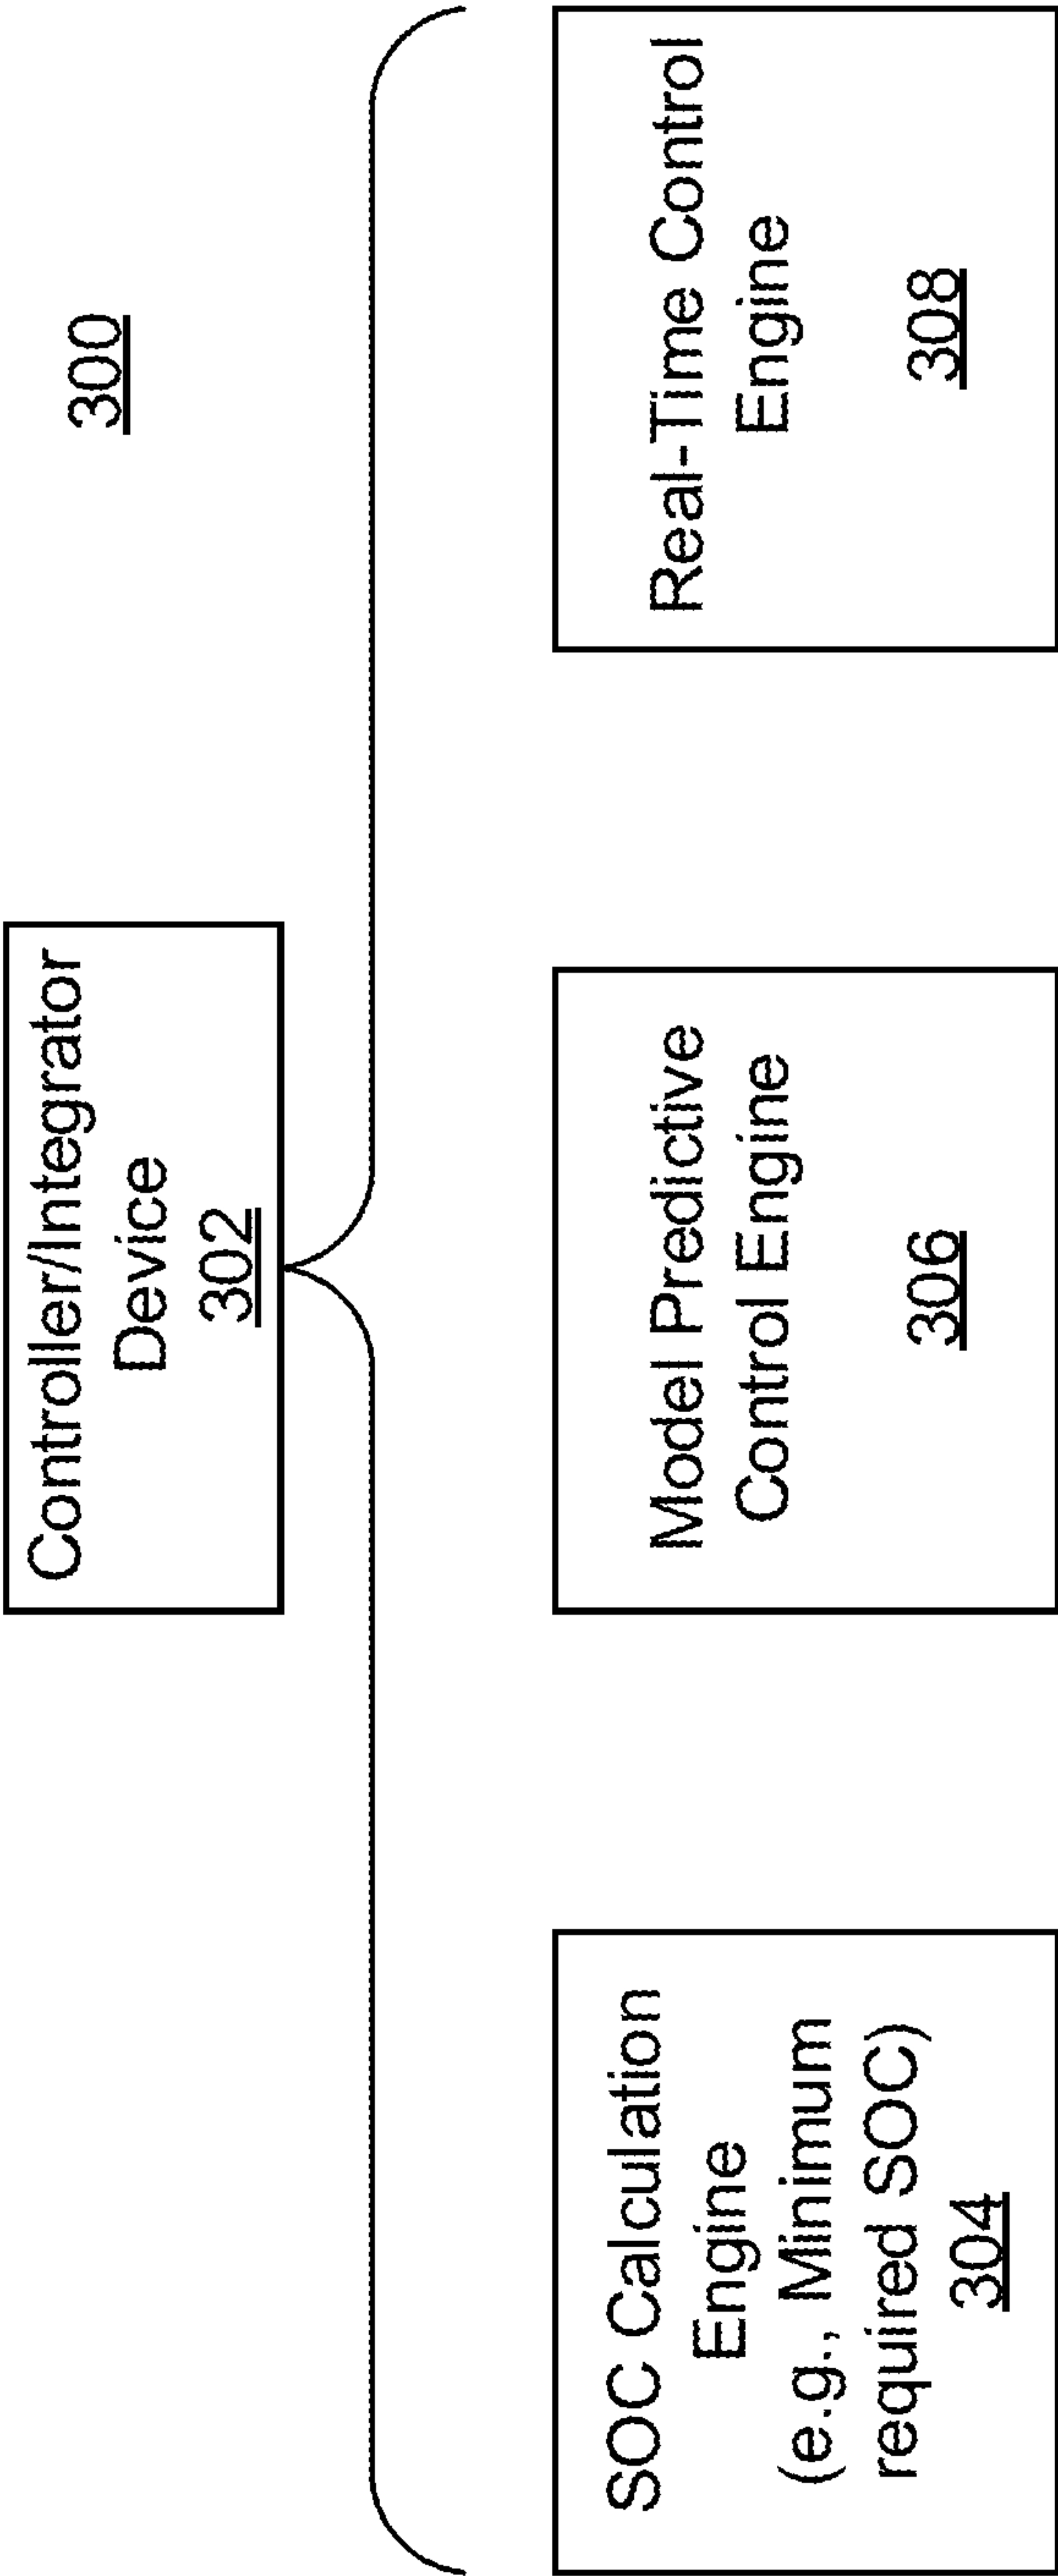 300
Controller/Integrator
Device
302
SOC Calculation
Engine
(e.g., Minimum
required SOC)
304
Model Predictive
Control Engine
306
Real-Time Control
Engine
308